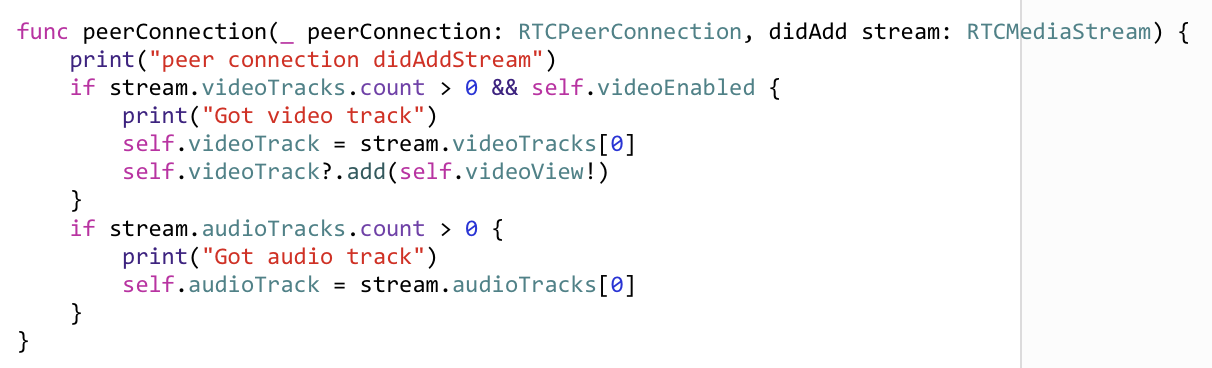 func peerConnection(_ peerConnection: RTCPeerConnection, didAdd stream: RTCMediaStream) {
    print("peer connection didAddStream")
    if stream.videoTracks.count > 0 && self.videoEnabled {
        print("Got video track")
        self.videoTrack = stream.videoTracks[0]
        self.videoTrack?.add(self.videoView!)
    }
    if stream.audioTracks.count > 0 {
        print("Got audio track")
        self.audioTrack = stream.audioTracks[0]
    }
}